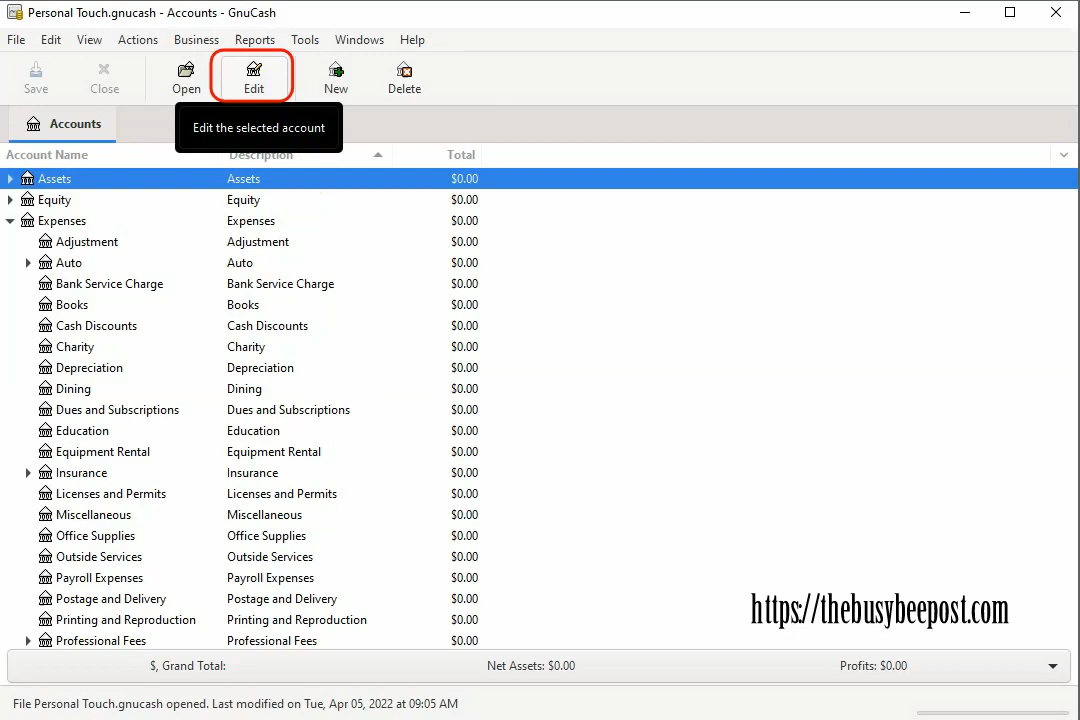 Personal Touch.gnucash - Accounts - GnuCash
File Edit View Actions Business Reports Tools Windows Help
Save Close Open Edit New Delete
Accounts
Edit the selected account
Account Name Description Total
Assets Assets $0.00
Equity Equity $0.00
Expenses Expenses $0.00
Adjustment Adjustment $0.00
Auto Auto $0.00
Bank Service Charge Bank Service Charge $0.00
Books Books $0.00
Cash Discounts Cash Discounts $0.00
Charity Charity $0.00
Depreciation Depreciation $0.00
Dining Dining $0.00
Dues and Subscriptions Dues and Subscriptions $0.00
Education Education $0.00
Equipment Rental Equipment Rental $0.00
Insurance Insurance $0.00
Licenses and Permits Licenses and Permits $0.00
Miscellaneous Miscellaneous $0.00
Office Supplies Office Supplies $0.00
Outside Services Outside Services $0.00
Payroll Expenses Payroll Expenses $0.00
Postage and Delivery Postage and Delivery $0.00
https://thebusybeepost.com
Printing and Reproduction Printing and Reproduction $0.00
Professional Fees Professional Fees $0.00
$, Grand Total: Net Assets: $0.00 Profits: $0.00
File Personal Touch.gnucash opened. Last modified on Tue, Apr 05, 2022 at 09:05 AM